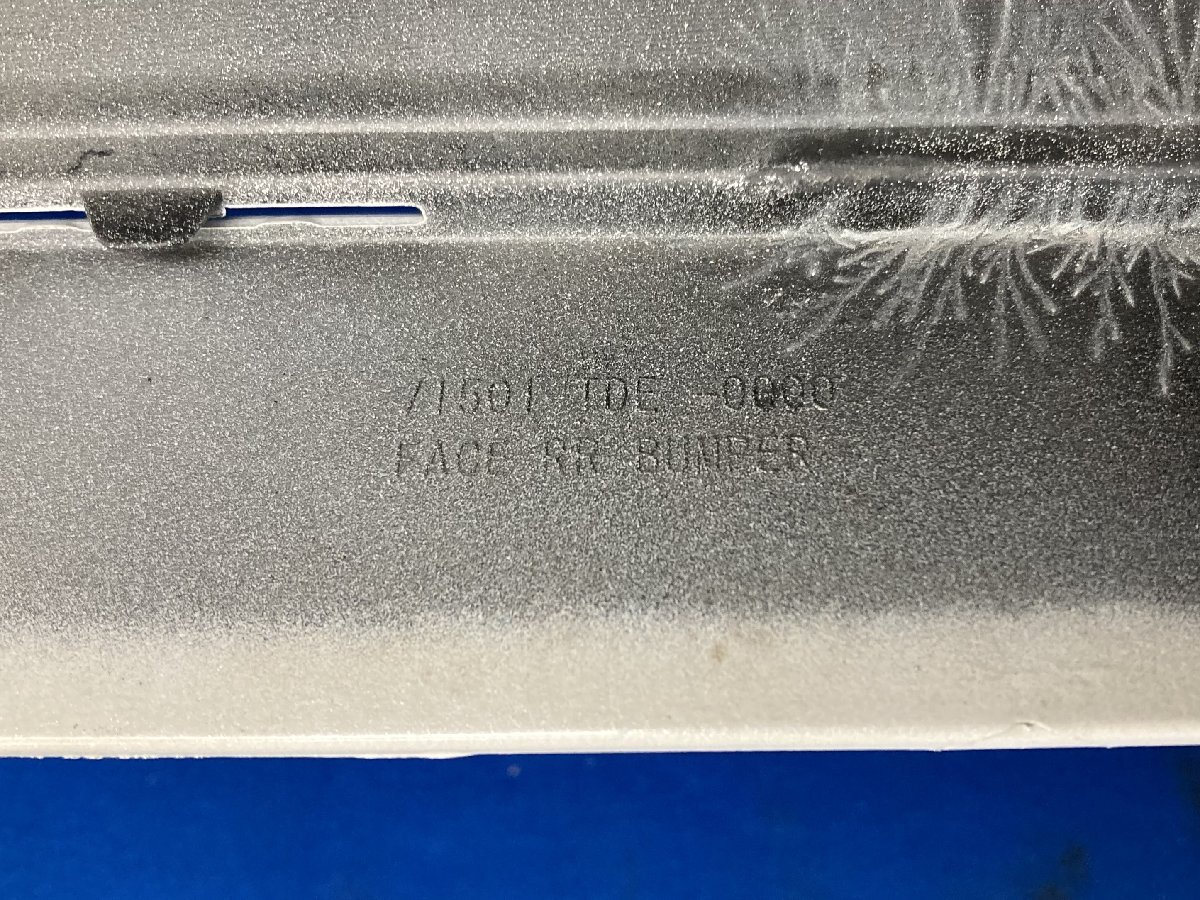 71501 TDE -0000
FACE RR BUMPER